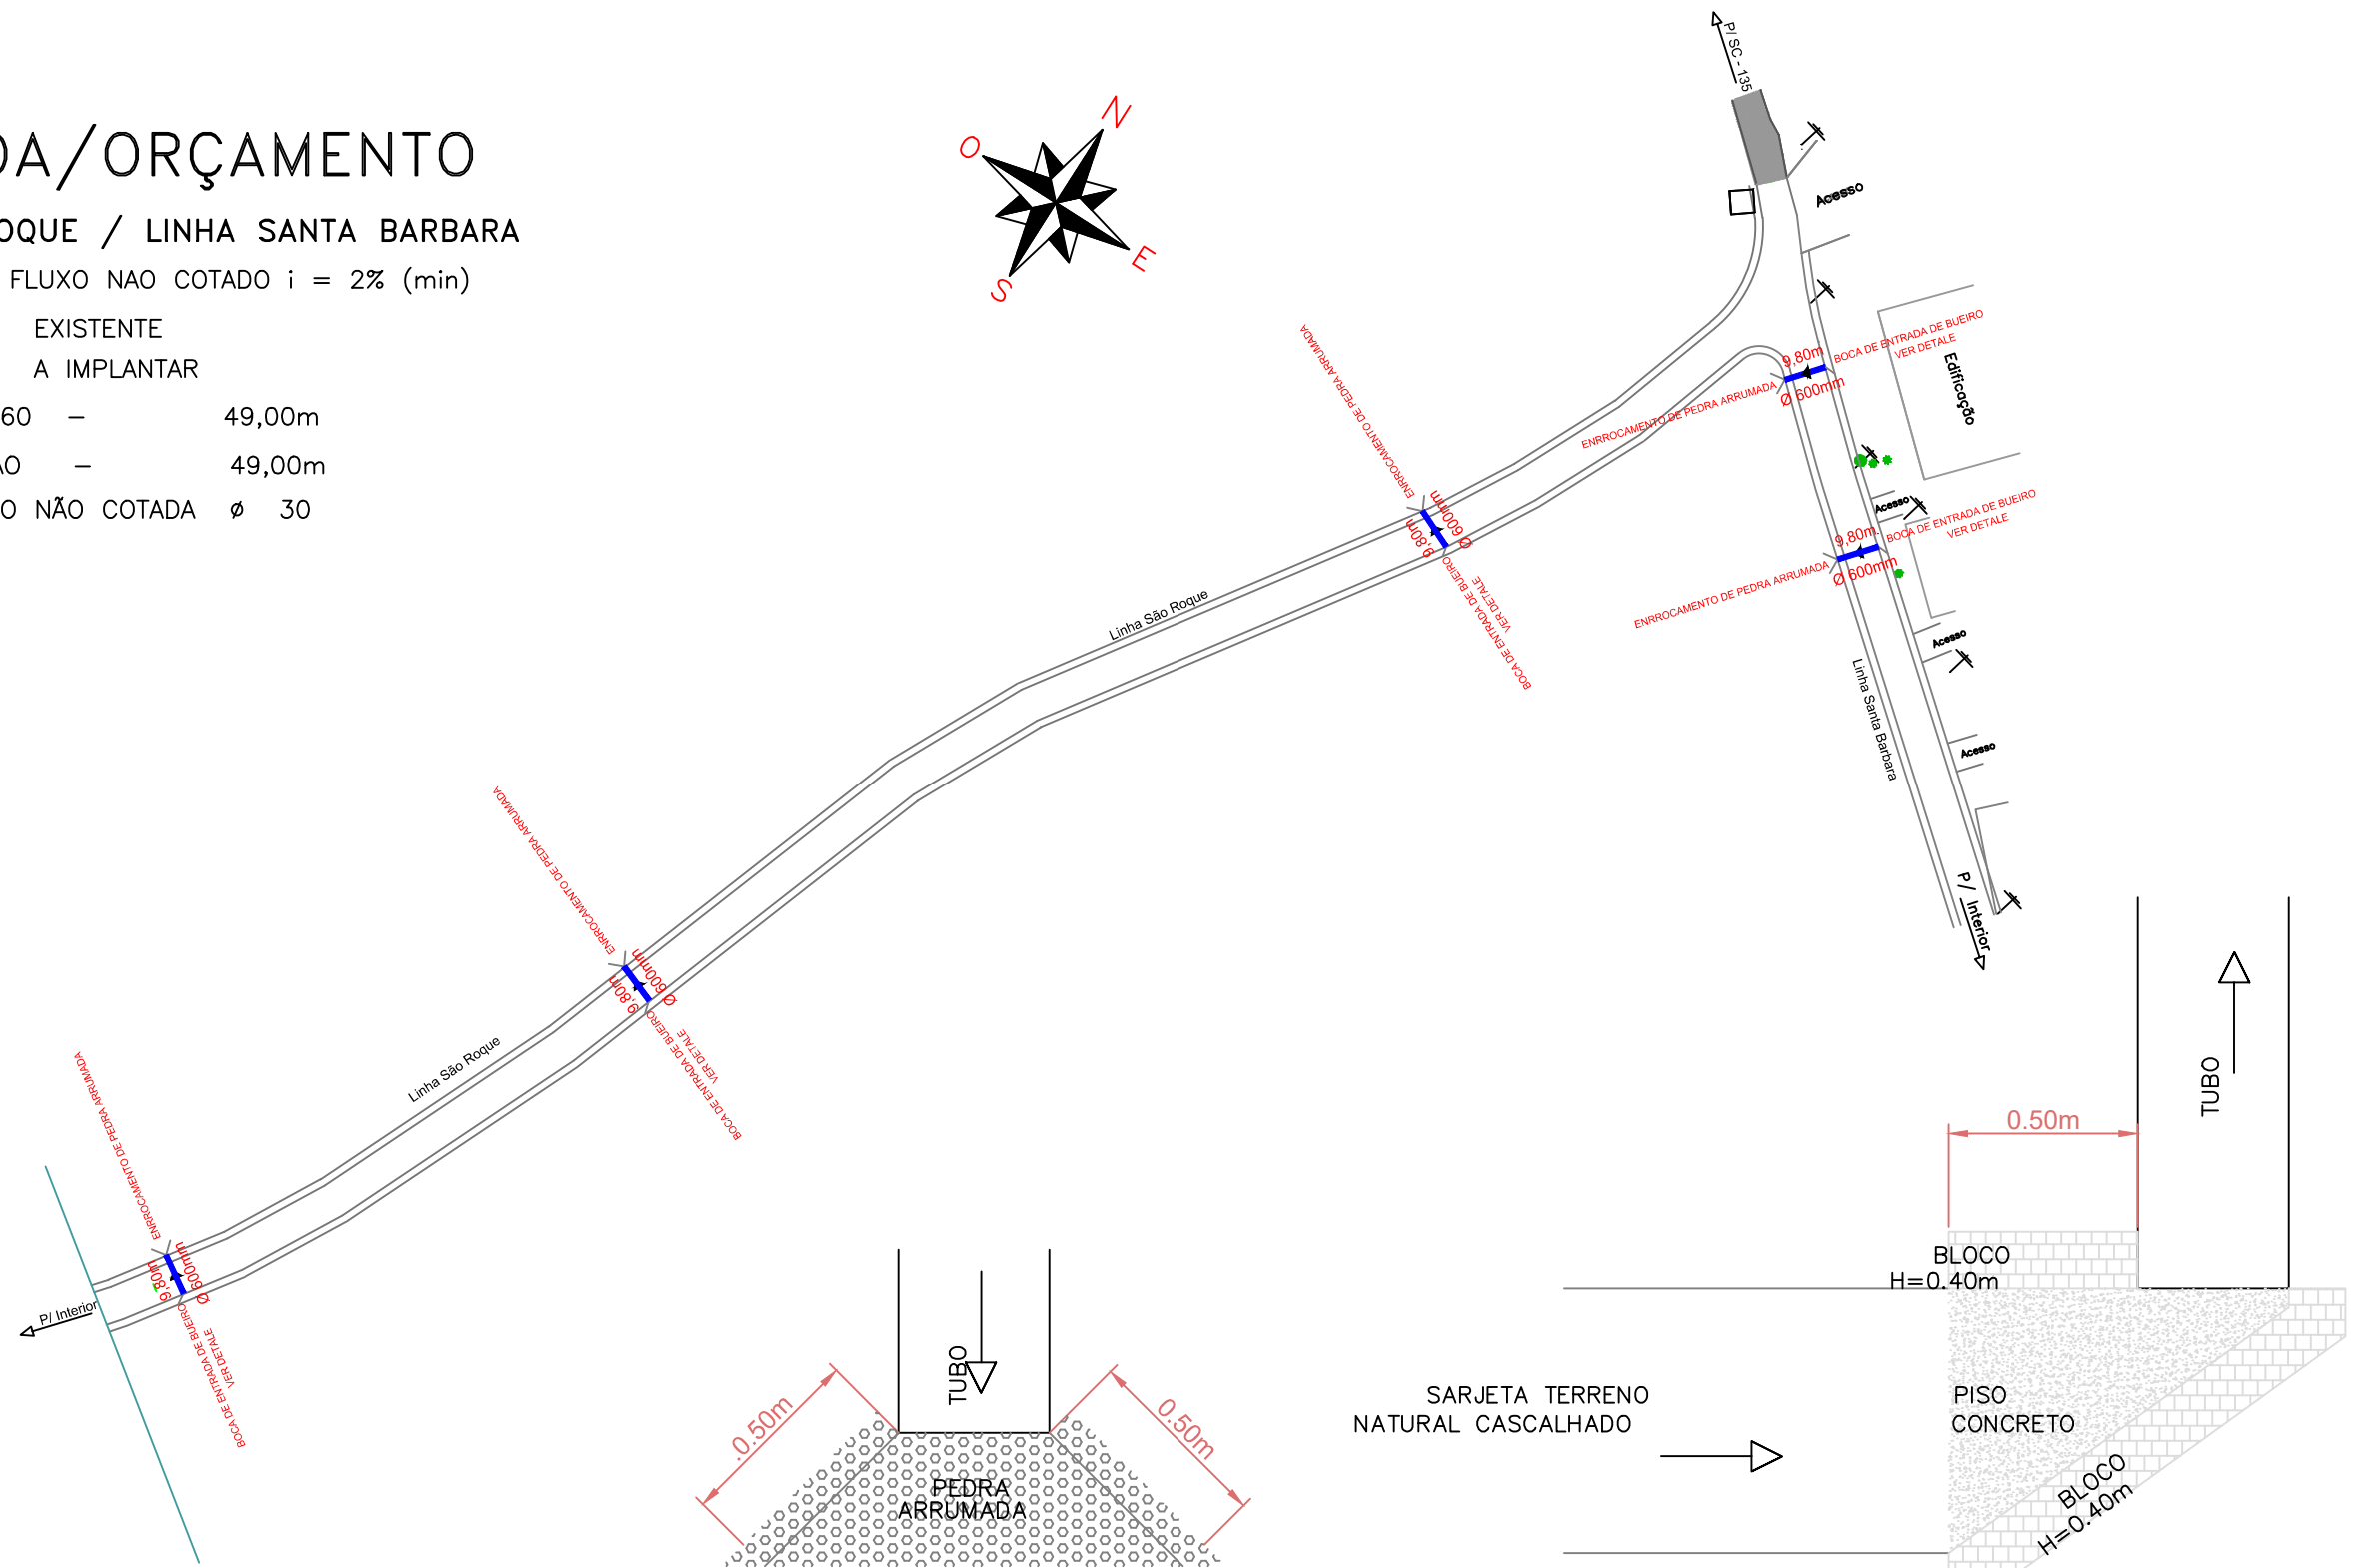 DA/ORÇAMENTO
OQUE / LINHA SANTA BARBARA
FLUXO NAO COTADO i = 2% (min)
EXISTENTE
A IMPLANTAR
60 - 49,00m
ÃO - 49,00m
O NÃO COTADA ø 30
N
O
E
S
P/ SC - 135
Acesso
9,80m
Ø 600mm
BOCA DE ENTRADA DE BUEIRO
VER DETALE
ENRROCAMENTO DE PEDRA ARRUMADA
Edificação
Acesso
9,80m.
Ø 600mm
BOCA DE ENTRADA DE BUEIRO
VER DETALE
ENRROCAMENTO DE PEDRA ARRUMADA
Acesso
Linha Santa Barbara
Acesso
P/ Interior
ENRROCAMENTO DE PEDRA ARRUMADA
Ø 600mm
9,80m
BOCA DE ENTRADA DE BUEIRO
VER DETALE
Linha São Roque
ENRROCAMENTO DE PEDRA ARRUMADA
Ø 600mm
9,80m
BOCA DE ENTRADA DE BUEIRO
VER DETALE
Linha São Roque
ENRROCAMENTO DE PEDRA ARRUMADA
Ø 600mm
9,80m
BOCA DE ENTRADA DE BUEIRO
VER DETALE
P/ Interior
TUBO
0.50m
0.50m
PEDRA
ARRUMADA
TUBO
0.50m
BLOCO
H=0.40m
SARJETA TERRENO
NATURAL CASCALHADO
PISO
CONCRETO
BLOCO
H=0.40m